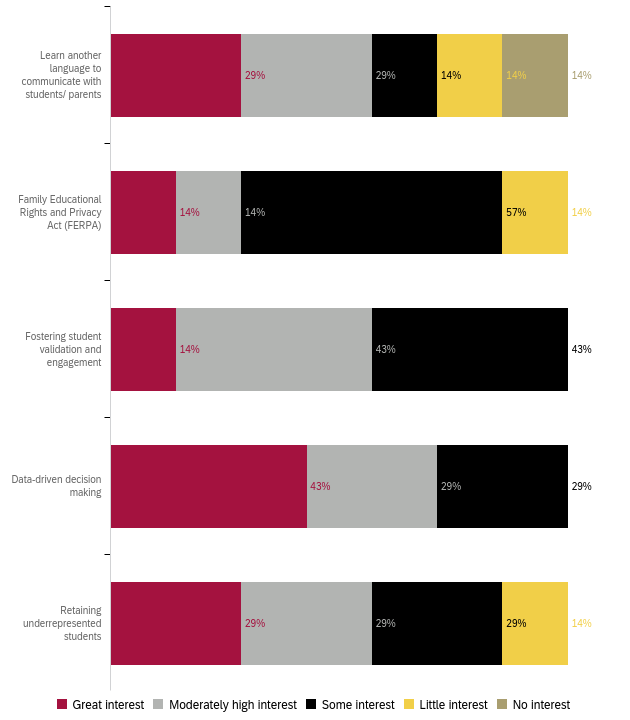 Learn another
language to
communicate with
students/ parents
29%
29%
14%
14%
14%
Family Educational
Rights and Privacy
Act (FERPA)
14%
14%
57%
14%
Fostering student
validation and
engagement
14%
43%
43%
Data-driven decision
making
43%
29%
29%
Retaining
underrepresented
students
29%
29%
29%
14%
Great interest
Moderately high interest
Some interest
Little interest
No interest